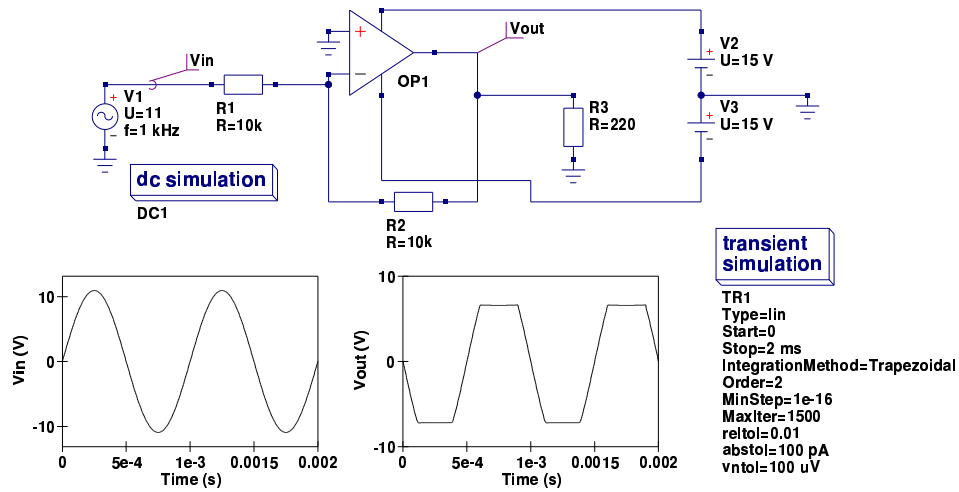 Vin
V1
U=11
f=1 kHz
R1
R=10k
+
−
OP1
Vout
R3
R=220
V2
U=15 V
V3
U=15 V
dc simulation
DC1
R2
R=10k
transient
simulation
TR1
Type=lin
Start=0
Stop=2 ms
IntegrationMethod=Trapezoidal
Order=2
MinStep=1e-16
MaxIter=1500
reltol=0.01
abstol=100 pA
vntol=100 uV
Vin (V)
10
0
-10
0
5e-4
1e-3
0.0015
0.002
Time (s)
Vout (V)
10
0
-10
0
5e-4
1e-3
0.0015
0.002
Time (s)